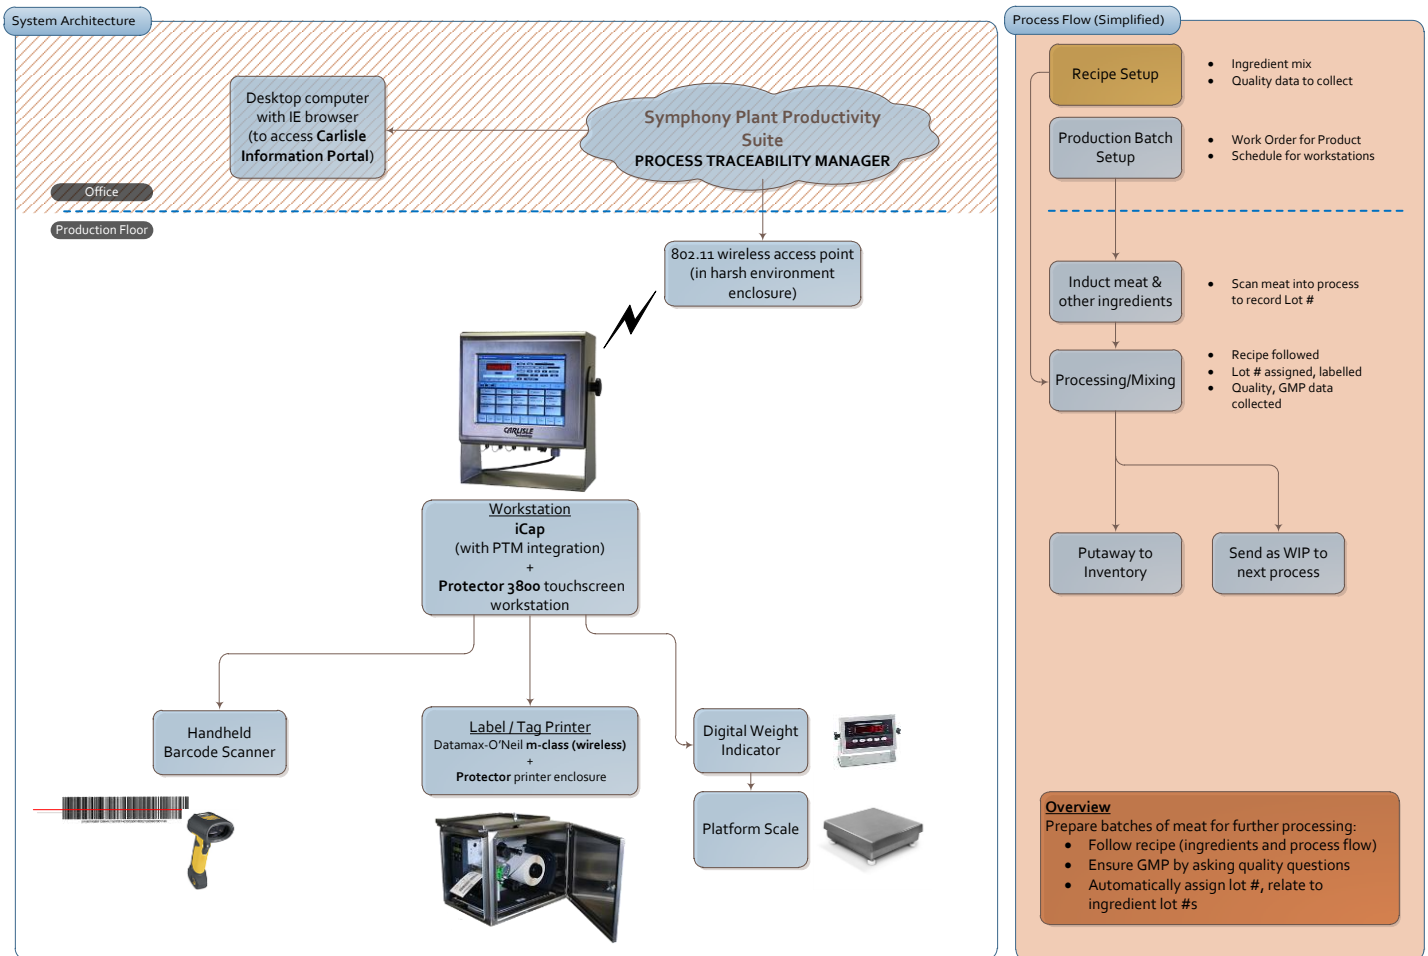 System Architecture
Desktop computer
with IE browser
(to access Carlisle
Information Portal)
Symphony Plant Productivity
Suite
PROCESS TRACEABILITY MANAGER
Office
Production Floor
802.11 wireless access point
(in harsh environment
enclosure)
CARLISLE
Workstation
iCap
(with PTM integration)
+
Protector 3800 touchscreen
workstation
Handheld
Barcode Scanner
Label / Tag Printer
Datamax-O'Neil m-class (wireless)
+
Protector printer enclosure
Digital Weight
Indicator
Platform Scale
Process Flow (Simplified)
Recipe Setup
• Ingredient mix
• Quality data to collect
Production Batch
Setup
• Work Order for Product
• Schedule for workstations
Induct meat &
other ingredients
• Scan meat into process
to record Lot #
Processing/Mixing
• Recipe followed
• Lot # assigned, labelled
• Quality, GMP data
collected
Putaway to
Inventory
Send as WIP to
next process
Overview
Prepare batches of meat for further processing:
• Follow recipe (ingredients and process flow)
• Ensure GMP by asking quality questions
• Automatically assign lot #, relate to
ingredient lot #s